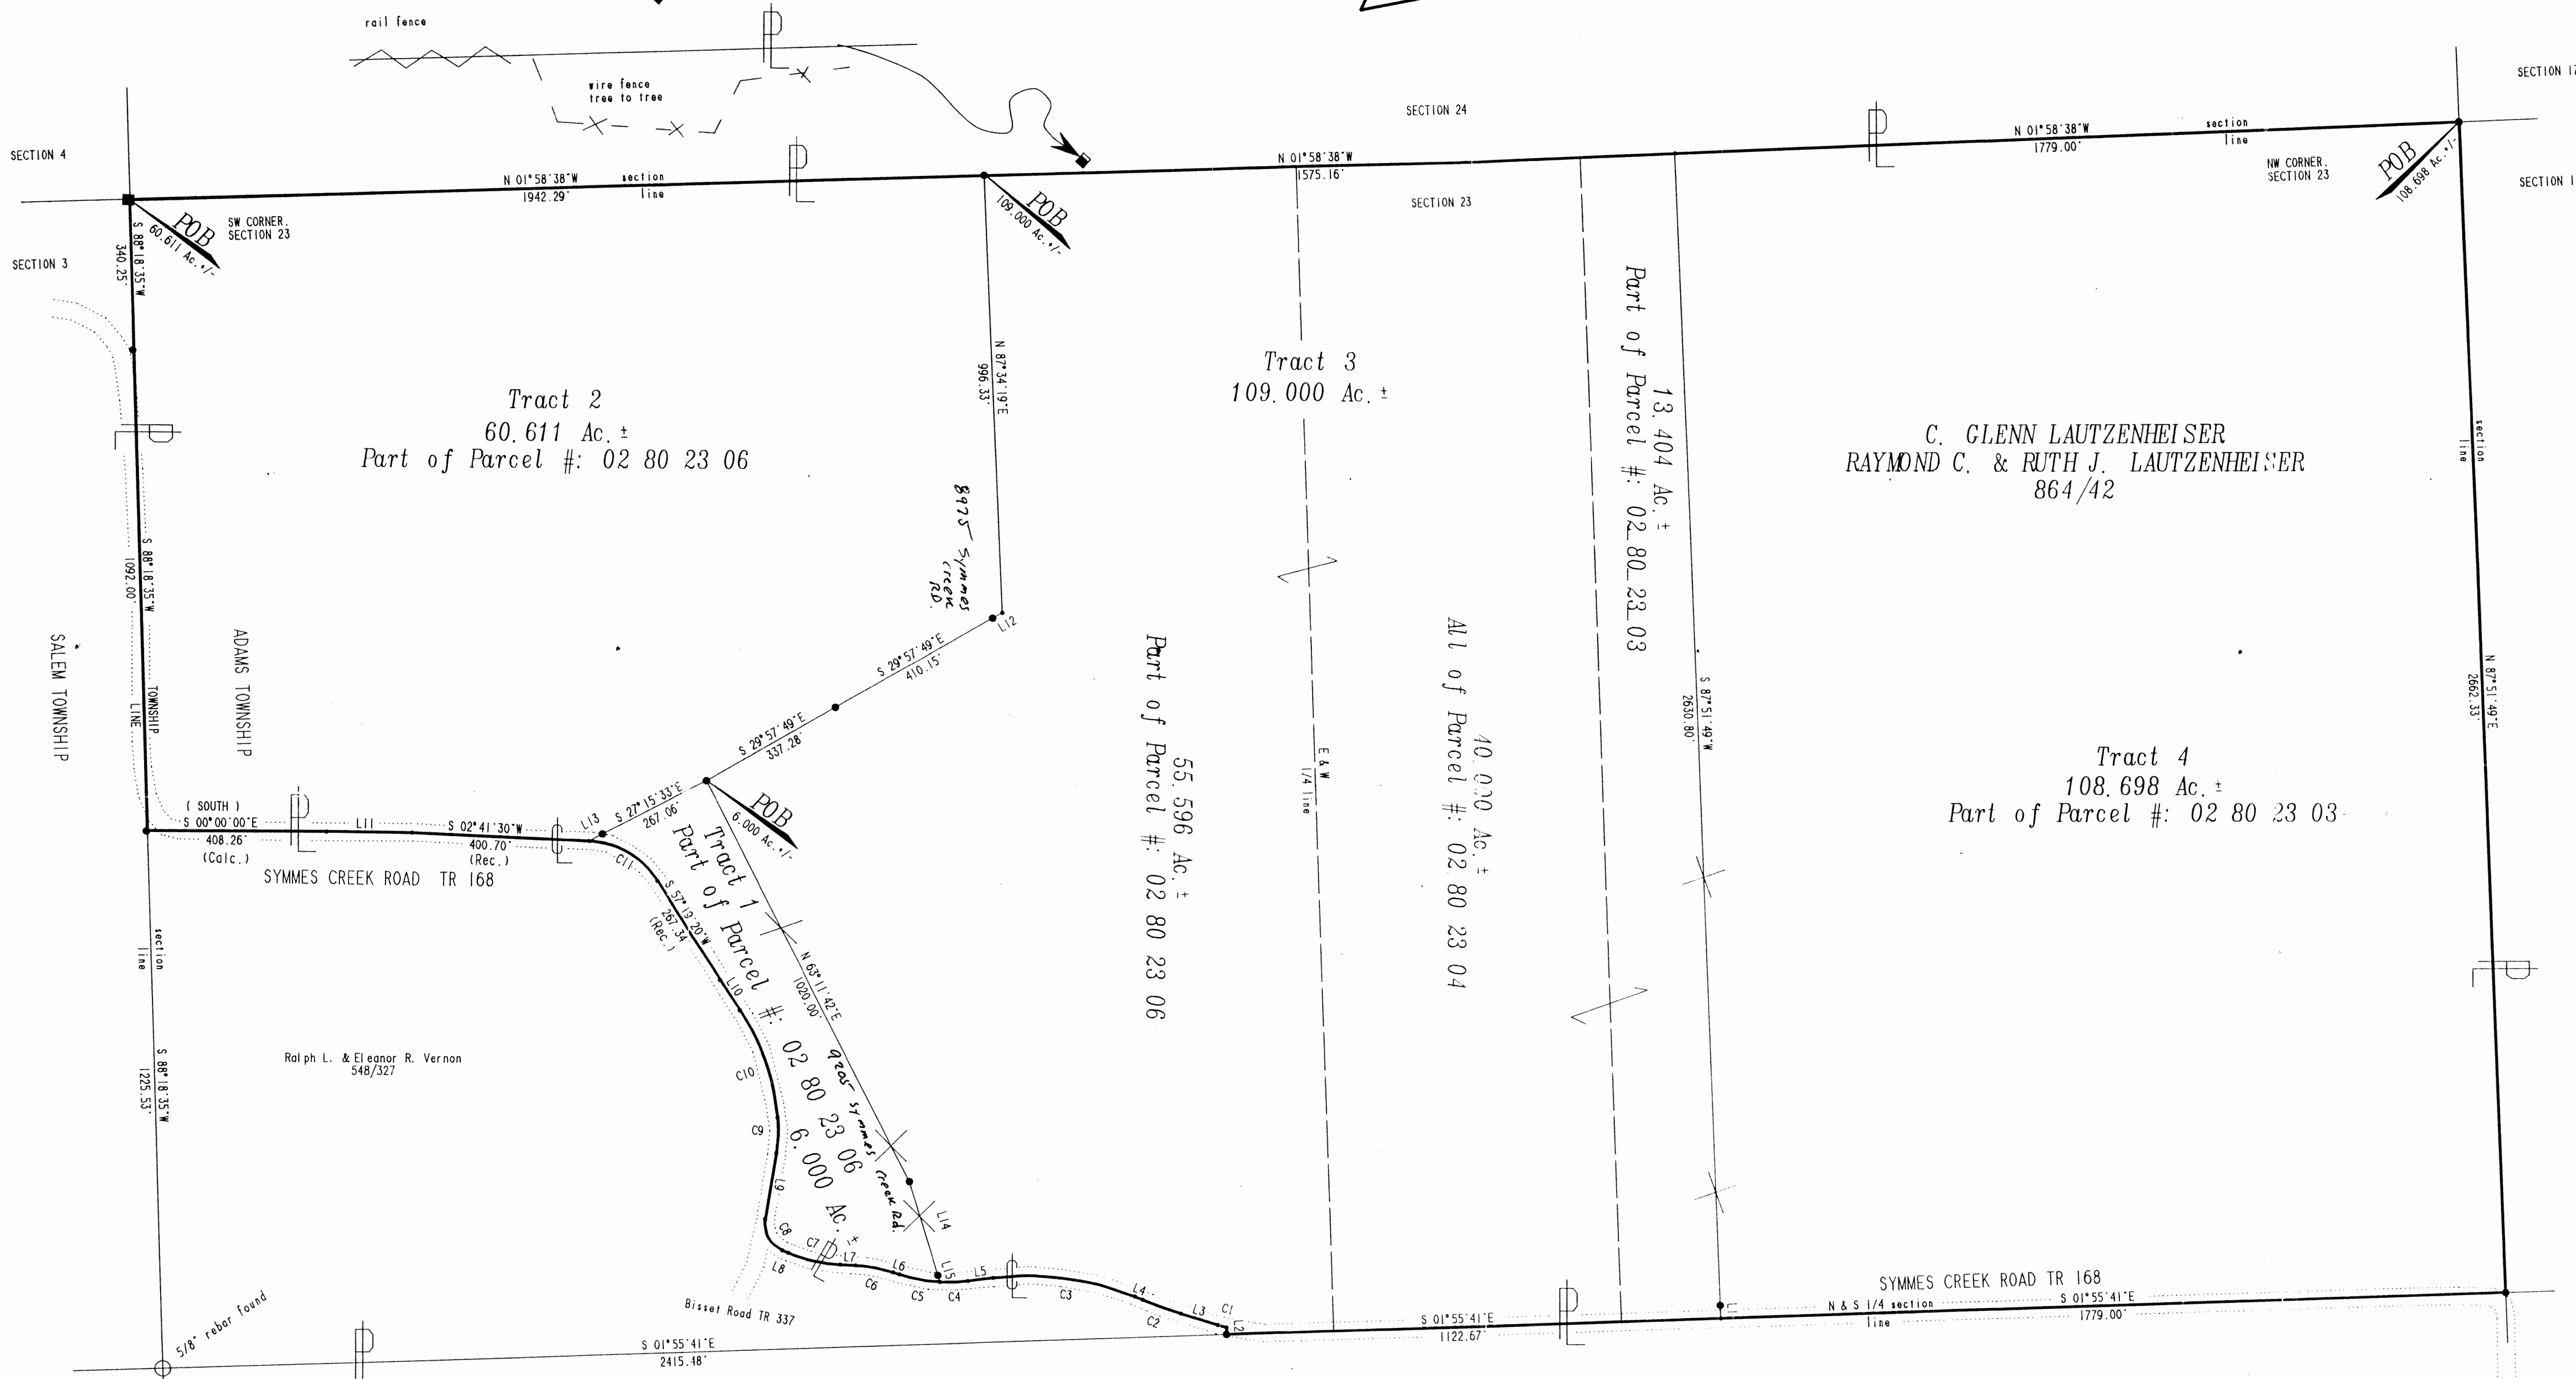 rail fence
wire fence
tree to tree
SECTION 4
SECTION 3
SECTION 24
SECTION 23
SECTION 17
N 01°58'38"W
1942.29'
section
line
N 01°58'38"W
1575.16'
N 01°58'38"W
1779.00'
section
line
POB
60.611 Ac.+/-
SW CORNER.
SECTION 23
POB
109.000 Ac.+/-
NW CORNER.
SECTION 23
POB
108.698 Ac.+/-
S 88°18'35"W
340.25'
S 88°18'35"W
1092.00'
TOWNSHIP
LINE
SALEM TOWNSHIP
ADAMS TOWNSHIP
Tract 2
60.611 Ac.±
Part of Parcel #: 02 80 23 06
N 87°34'19"E
996.33'
8975 Symmes
Creek
RD.
L12
S 29°57'49"E
410.15'
S 29°57'49"E
337.28'
S 27°15'33"E
267.06'
L13
POB
6.000 Ac.+/-
Tract 3
109.000 Ac.±
55.596 Ac.±
Part of Parcel #: 02 80 23 06
E & W
1/4 line
40.000 Ac.±
All of Parcel #: 02 80 23 04
13.404 Ac.±
Part of Parcel #: 02 80 23 03
S 87°51'49"W
2630.80'
C. GLENN LAUTZENHEISER
RAYMOND C. & RUTH J. LAUTZENHEISER
864/42
Tract 4
108.698 Ac.±
Part of Parcel #: 02 80 23 03
section
line
N 87°51'49"E
2662.33'
( SOUTH )
S 00°00'00"E
408.26'
(Calc.)
L11
S 02°41'30"W
400.70'
(Rec.)
SYMMES CREEK ROAD TR 168
C11
S 57°19'20"W
267.34'
(Rec.)
L10
C10
C9
L9
C8
L8
C7
L7
C6
L6
C5
L15
C4
L5
C3
L4
C2
L3
C1
L2
L14
Tract 1
Part of Parcel #: 02 80 23 06
6.000 Ac.±
N 63°11'42"E
1020.00'
9205 Symmes Creek Rd.
section
line
S 88°18'35"W
1225.53'
Ralph L. & Eleanor R. Vernon
548/327
5/8" rebar found
Bisset Road TR 337
S 01°55'41"E
2415.48'
S 01°55'41"E
1122.67'
L1
SYMMES CREEK ROAD TR 168
N & S 1/4 section
line
S 01°55'41"E
1779.00'